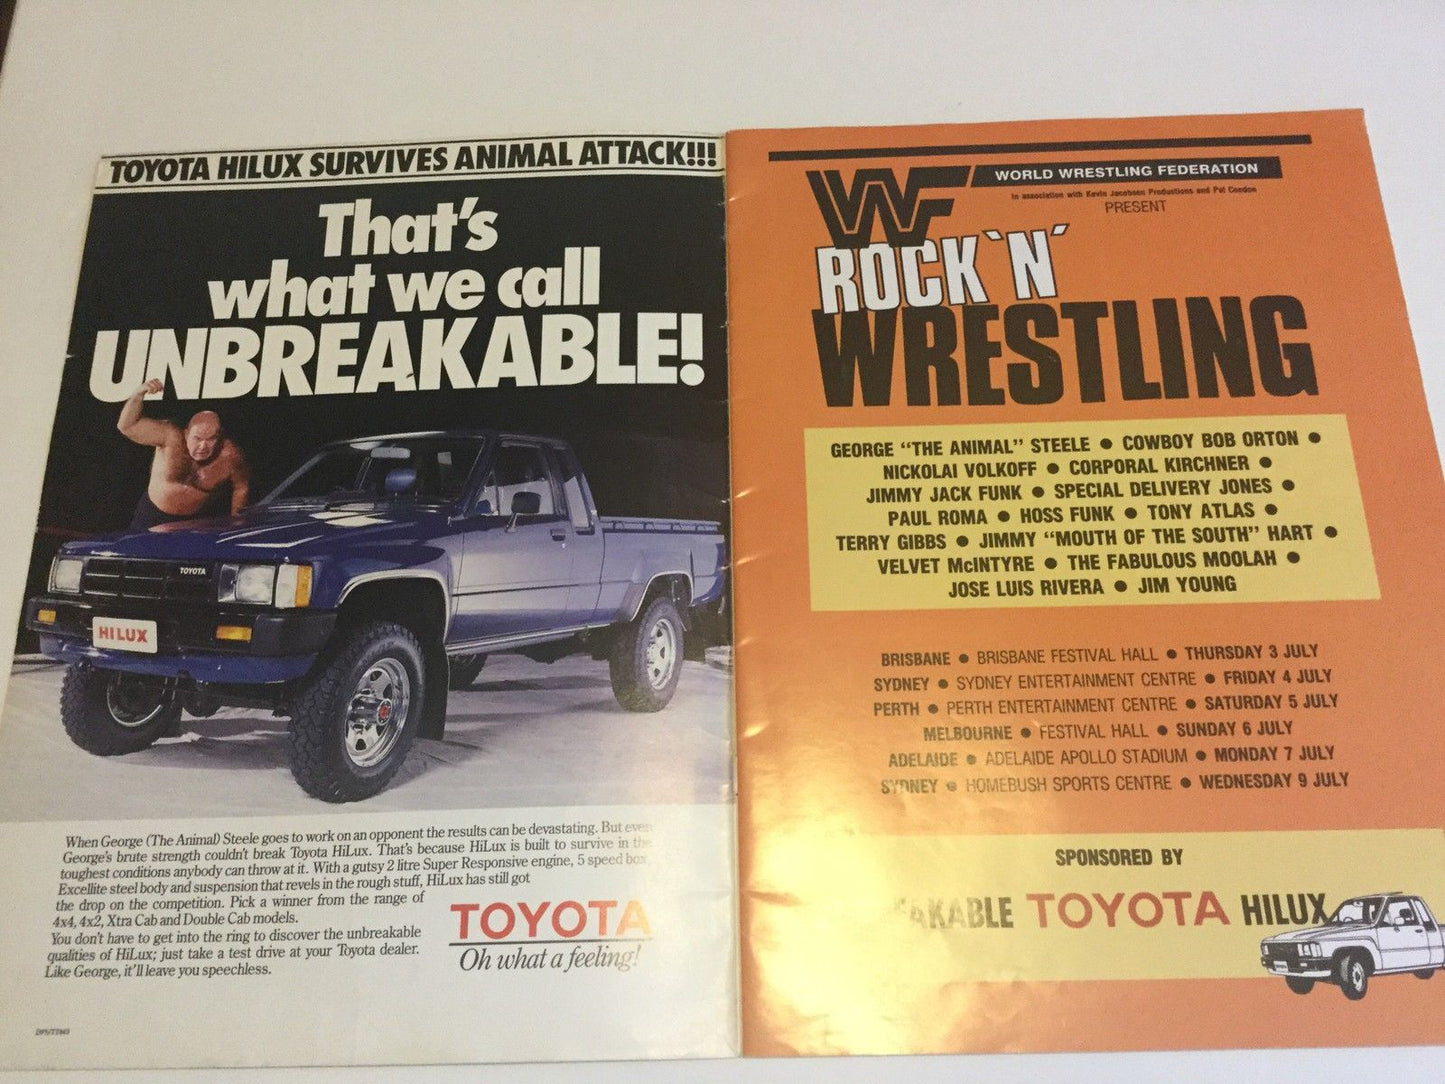 TOYOTA HILUX SURVIVES ANIMAL ATTACK!!!
That's
what we call
UNBREAKABLE!
TOYOTA
HILUX
When George (The Animal) Steele goes to work on an opponent the results can be devastating. But even
George's brute strength couldn't break Toyota HiLux. That's because HiLux is built to survive in the
toughest conditions anybody can throw at it. With a gutsy 2 litre Super Responsive engine, 5 speed box,
Excellite steel body and suspension that revels in the rough stuff, HiLux has still got
the drop on the competition. Pick a winner from the range of
4x4, 4x2, Xtra Cab and Double Cab models.
You don't have to get into the ring to discover the unbreakable
qualities of HiLux; just take a test drive at your Toyota dealer.
Like George, it'll leave you speechless.
TOYOTA
Oh what a feeling!
WF
WORLD WRESTLING FEDERATION
In association with Kevin Jacobsen Productions and Pat Condon
PRESENT
ROCK `N´
WRESTLING
GEORGE "THE ANIMAL" STEELE ● COWBOY BOB ORTON ●
NICKOLAI VOLKOFF ● CORPORAL KIRCHNER ●
JIMMY JACK FUNK ● SPECIAL DELIVERY JONES ●
PAUL ROMA ● HOSS FUNK ● TONY ATLAS ●
TERRY GIBBS ● JIMMY "MOUTH OF THE SOUTH" HART ●
VELVET McINTYRE ● THE FABULOUS MOOLAH ●
JOSE LUIS RIVERA ● JIM YOUNG
BRISBANE ● BRISBANE FESTIVAL HALL ● THURSDAY 3 JULY
SYDNEY ● SYDNEY ENTERTAINMENT CENTRE ● FRIDAY 4 JULY
PERTH ● PERTH ENTERTAINMENT CENTRE ● SATURDAY 5 JULY
MELBOURNE ● FESTIVAL HALL ● SUNDAY 6 JULY
ADELAIDE ● ADELAIDE APOLLO STADIUM ● MONDAY 7 JULY
SYDNEY ● HOMEBUSH SPORTS CENTRE ● WEDNESDAY 9 JULY
SPONSORED BY
AKABLE TOYOTA HILUX